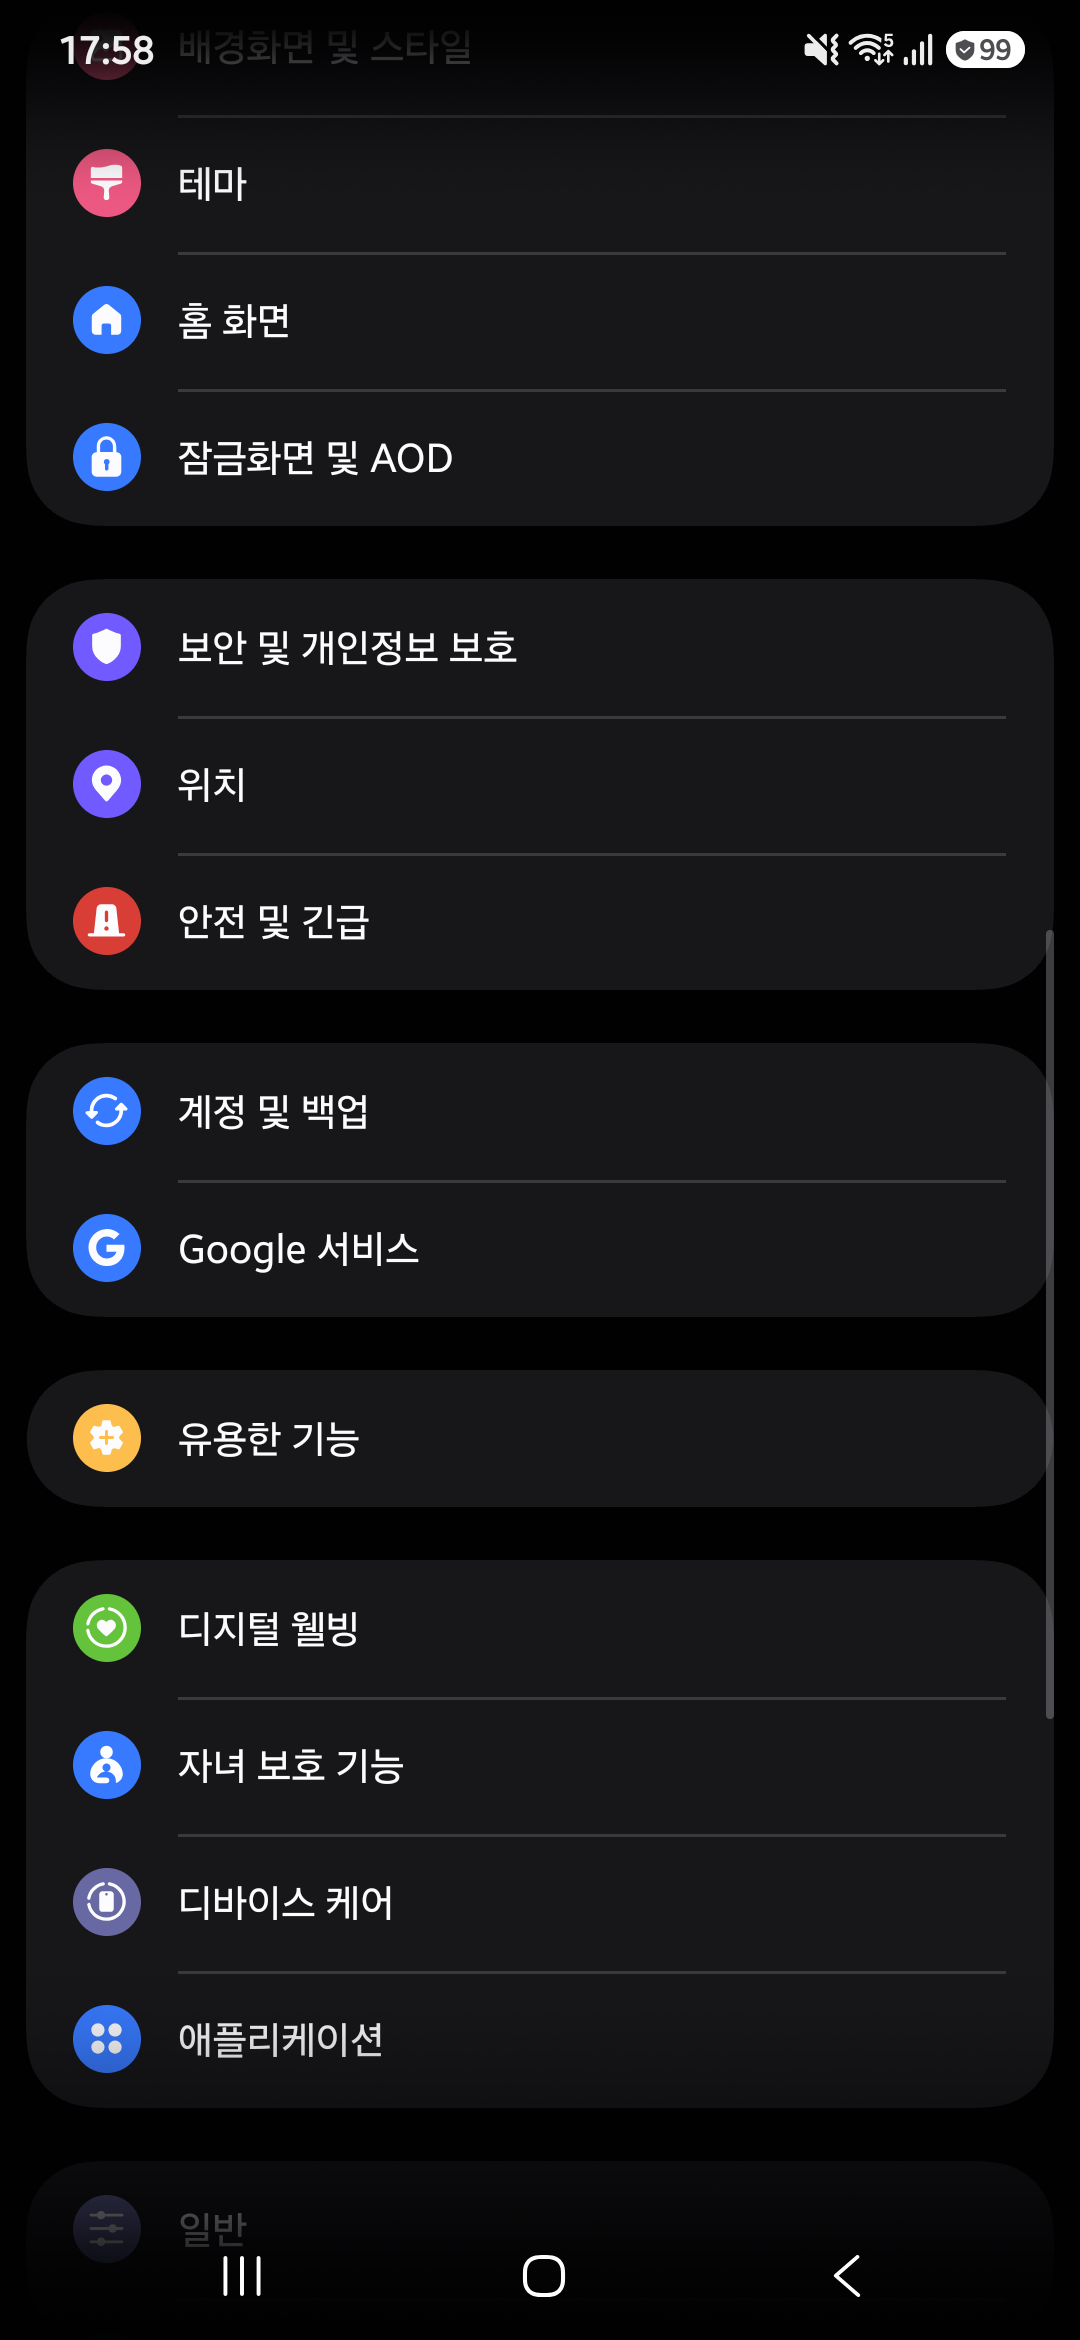 배경화면 및 스타일
17:58
5
99
테마
홈 화면
잠금화면 및 AOD
보안 및 개인정보 보호
위치
안전 및 긴급
계정 및 백업
Google 서비스
유용한 기능
디지털 웰빙
자녀 보호 기능
디바이스 케어
애플리케이션
일반